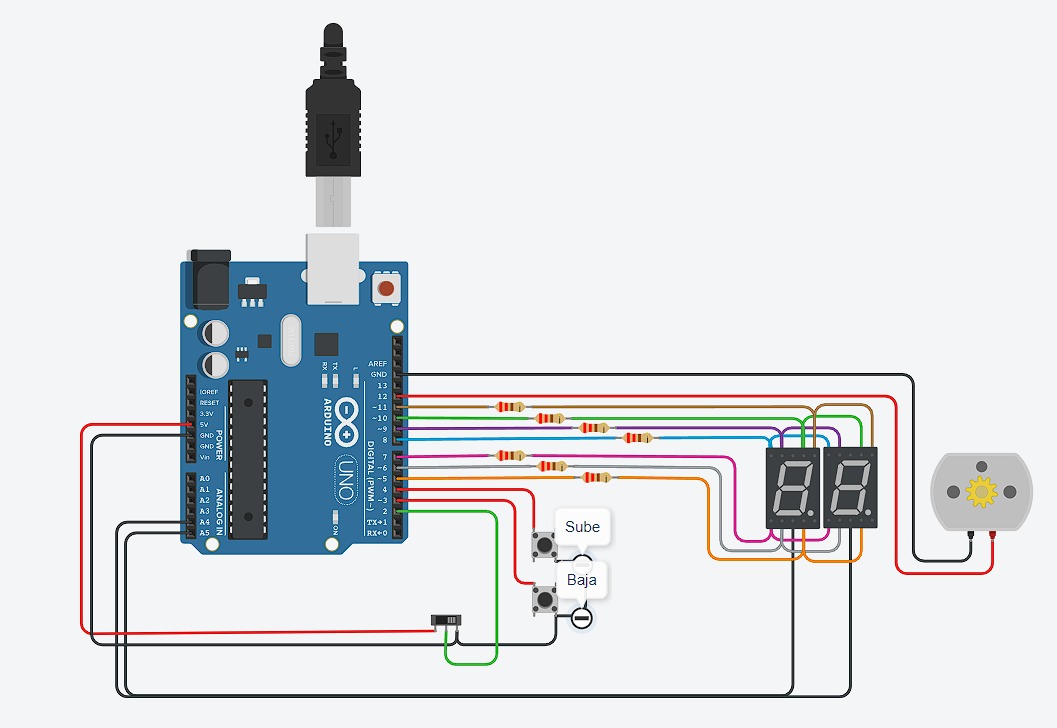 AREF
GND
13
12
~11
~10
~9
8
7
~6
~5
4
~3
2
TX→1
RX←0
RX
TX
L
ARDUINO
UNO
DIGITAL (PWM~)
ON
IOREF
RESET
3.3V
5V
GND
GND
Vin
POWER
A0
A1
A2
A3
A4
A5
ANALOG IN
Sube
Baja